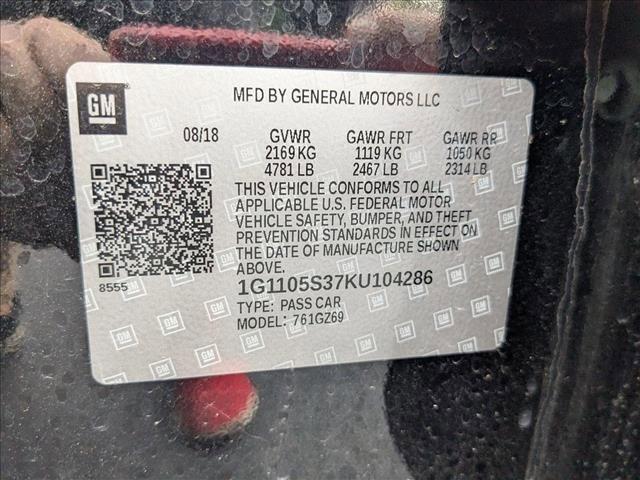 GM
MFD BY GENERAL MOTORS LLC
08/18 GVWR GAWR FRT GAWR RR
2169 KG 1119 KG 1050 KG
4781 LB 2467 LB 2314 LB
THIS VEHICLE CONFORMS TO ALL
APPLICABLE U.S. FEDERAL MOTOR
VEHICLE SAFETY, BUMPER, AND THEFT
PREVENTION STANDARDS IN EFFECT ON
THE DATE OF MANUFACTURE SHOWN
ABOVE.
8555
1G1105S37KU104286
TYPE: PASS CAR
MODEL: 761GZ69